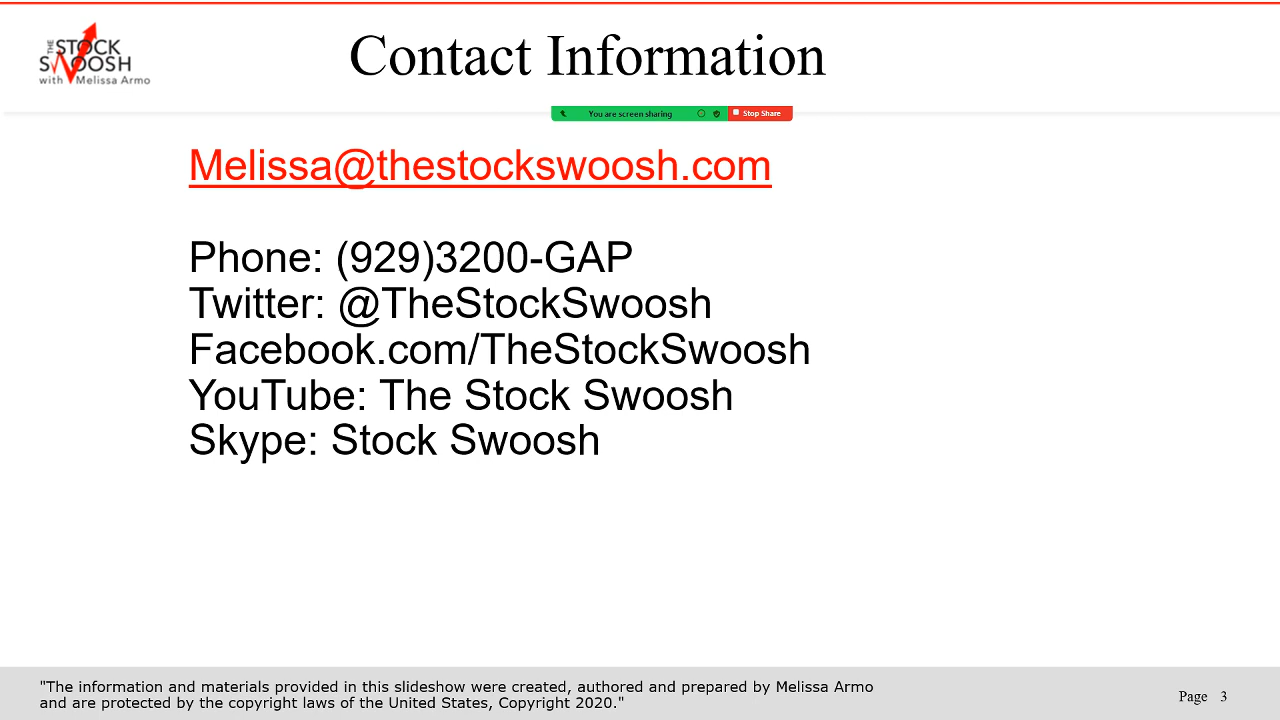 THE STOCK
SWOOSH
with Melissa Armo
Contact Information
You are screen sharing
Stop Share
Melissa@thestockswoosh.com
Phone: (929)3200-GAP
Twitter: @TheStockSwoosh
Facebook.com/TheStockSwoosh
YouTube: The Stock Swoosh
Skype: Stock Swoosh
"The information and materials provided in this slideshow were created, authored and prepared by Melissa Armo
and are protected by the copyright laws of the United States, Copyright 2020."
Page 3